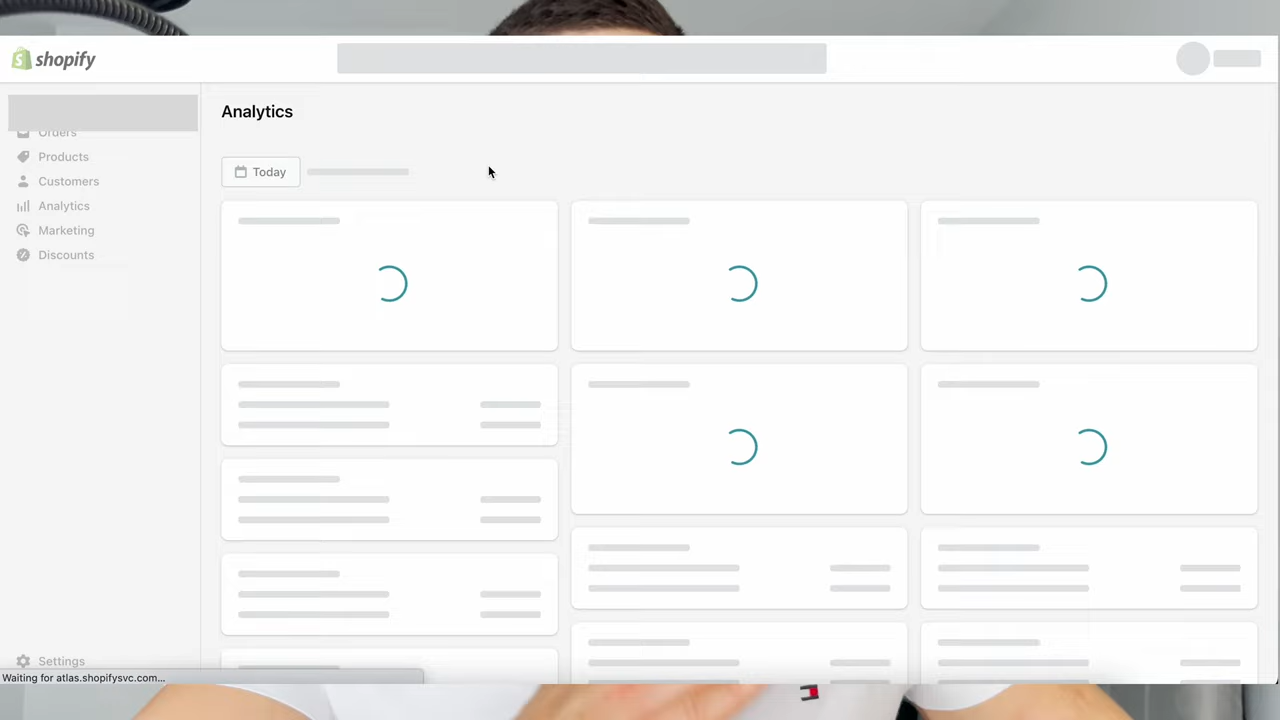 shopify
Analytics
Today
Orders
Products
Customers
Analytics
Marketing
Discounts
Settings
Waiting for atlas.shopifysvc.com...